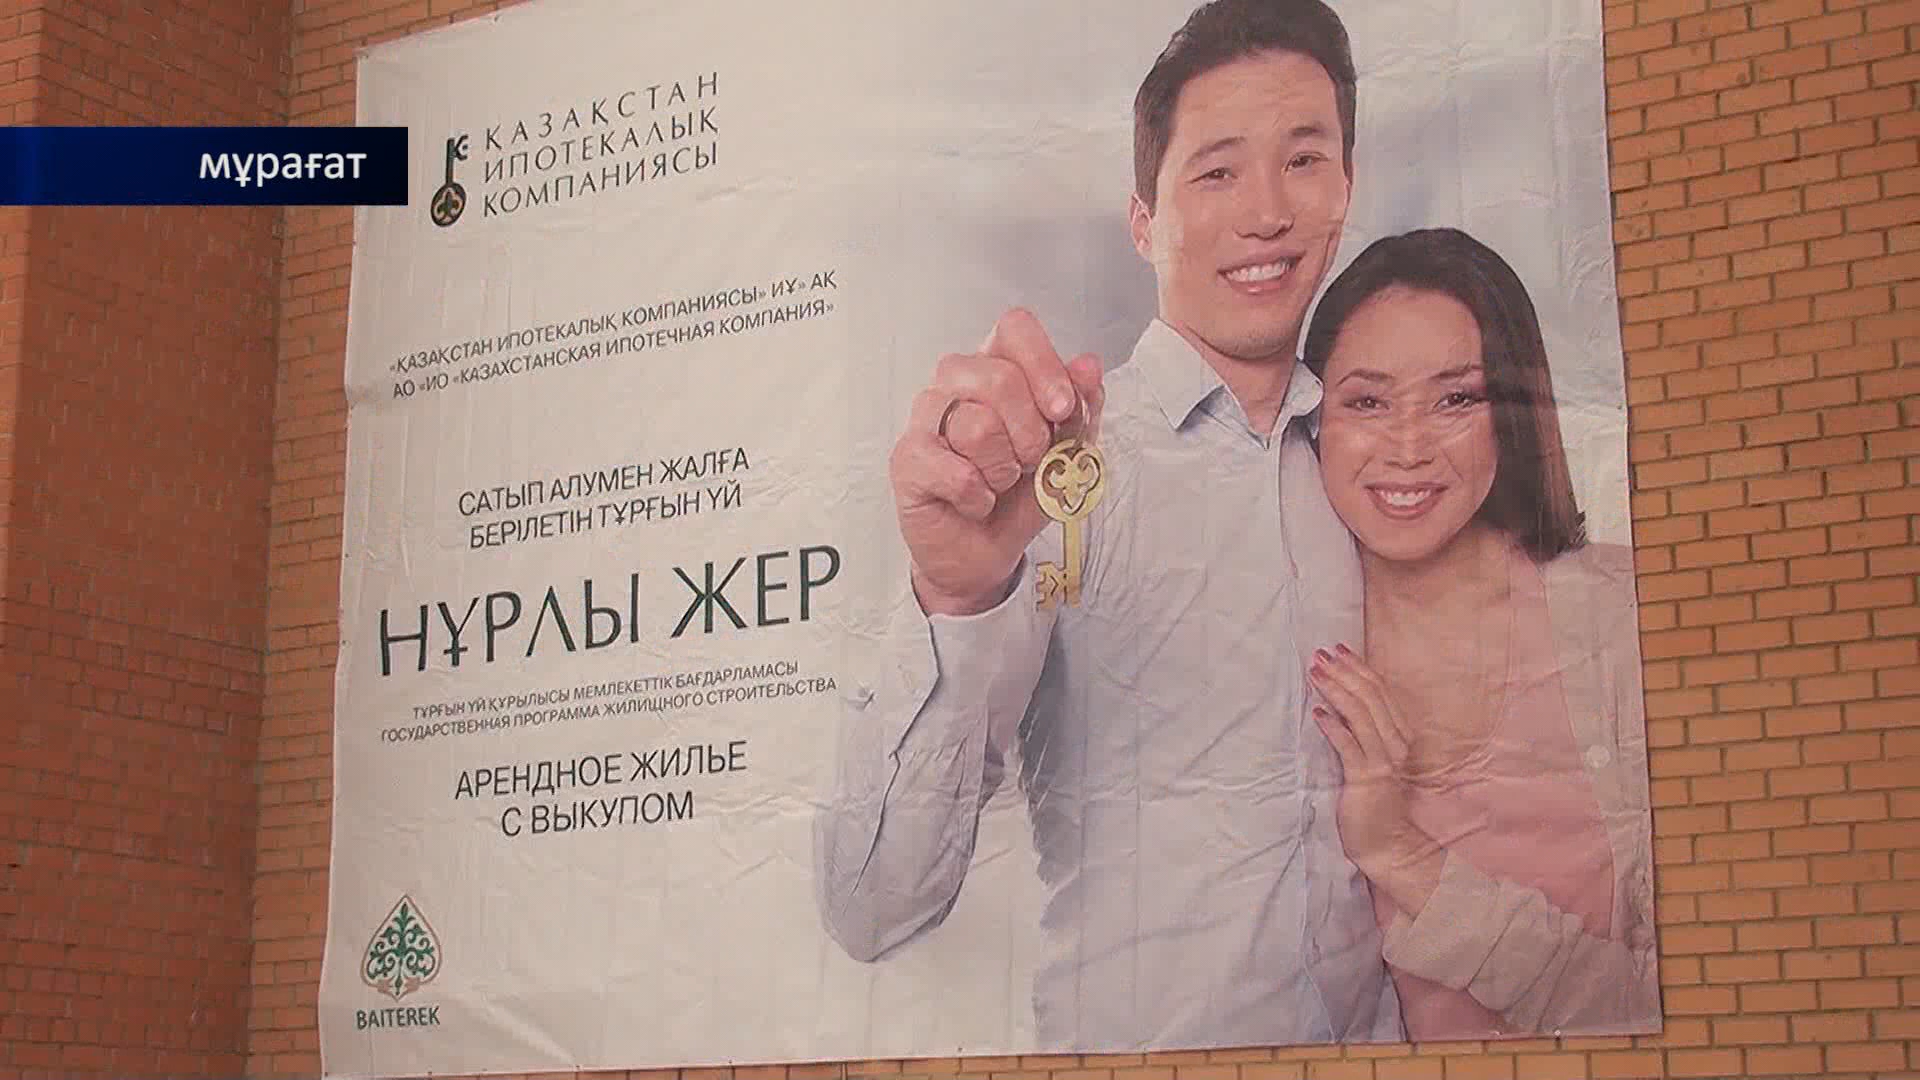 мұрағат
ҚАЗАҚСТАН
ИПОТЕКАЛЫҚ
КОМПАНИЯСЫ
«ҚАЗАҚСТАН ИПОТЕКАЛЫҚ КОМПАНИЯСЫ» ИҰ» АҚ
АО «ИО «КАЗАХСТАНСКАЯ ИПОТЕЧНАЯ КОМПАНИЯ»
САТЫП АЛУМЕН ЖАЛҒА
БЕРІЛЕТІН ТҰРҒЫН ҮЙ
НҰРЛЫ ЖЕР
ТҰРҒЫН ҮЙ ҚҰРЫЛЫСЫ МЕМЛЕКЕТТІК БАҒДАРЛАМАСЫ
ГОСУДАРСТВЕННАЯ ПРОГРАММА ЖИЛИЩНОГО СТРОИТЕЛЬСТВА
АРЕНДНОЕ ЖИЛЬЕ
С ВЫКУПОМ
BAITEREK